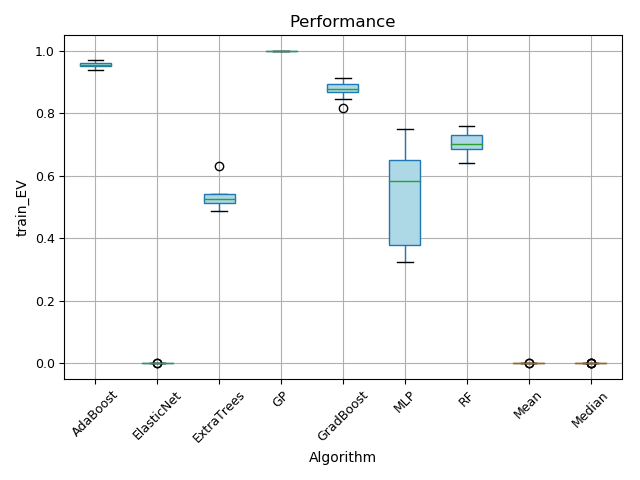 Performance
train_EV
1.0
0.8
0.6
0.4
0.2
0.0
AdaBoost
ElasticNet
ExtraTrees
GP
GradBoost
MLP
RF
Mean
Median
Algorithm